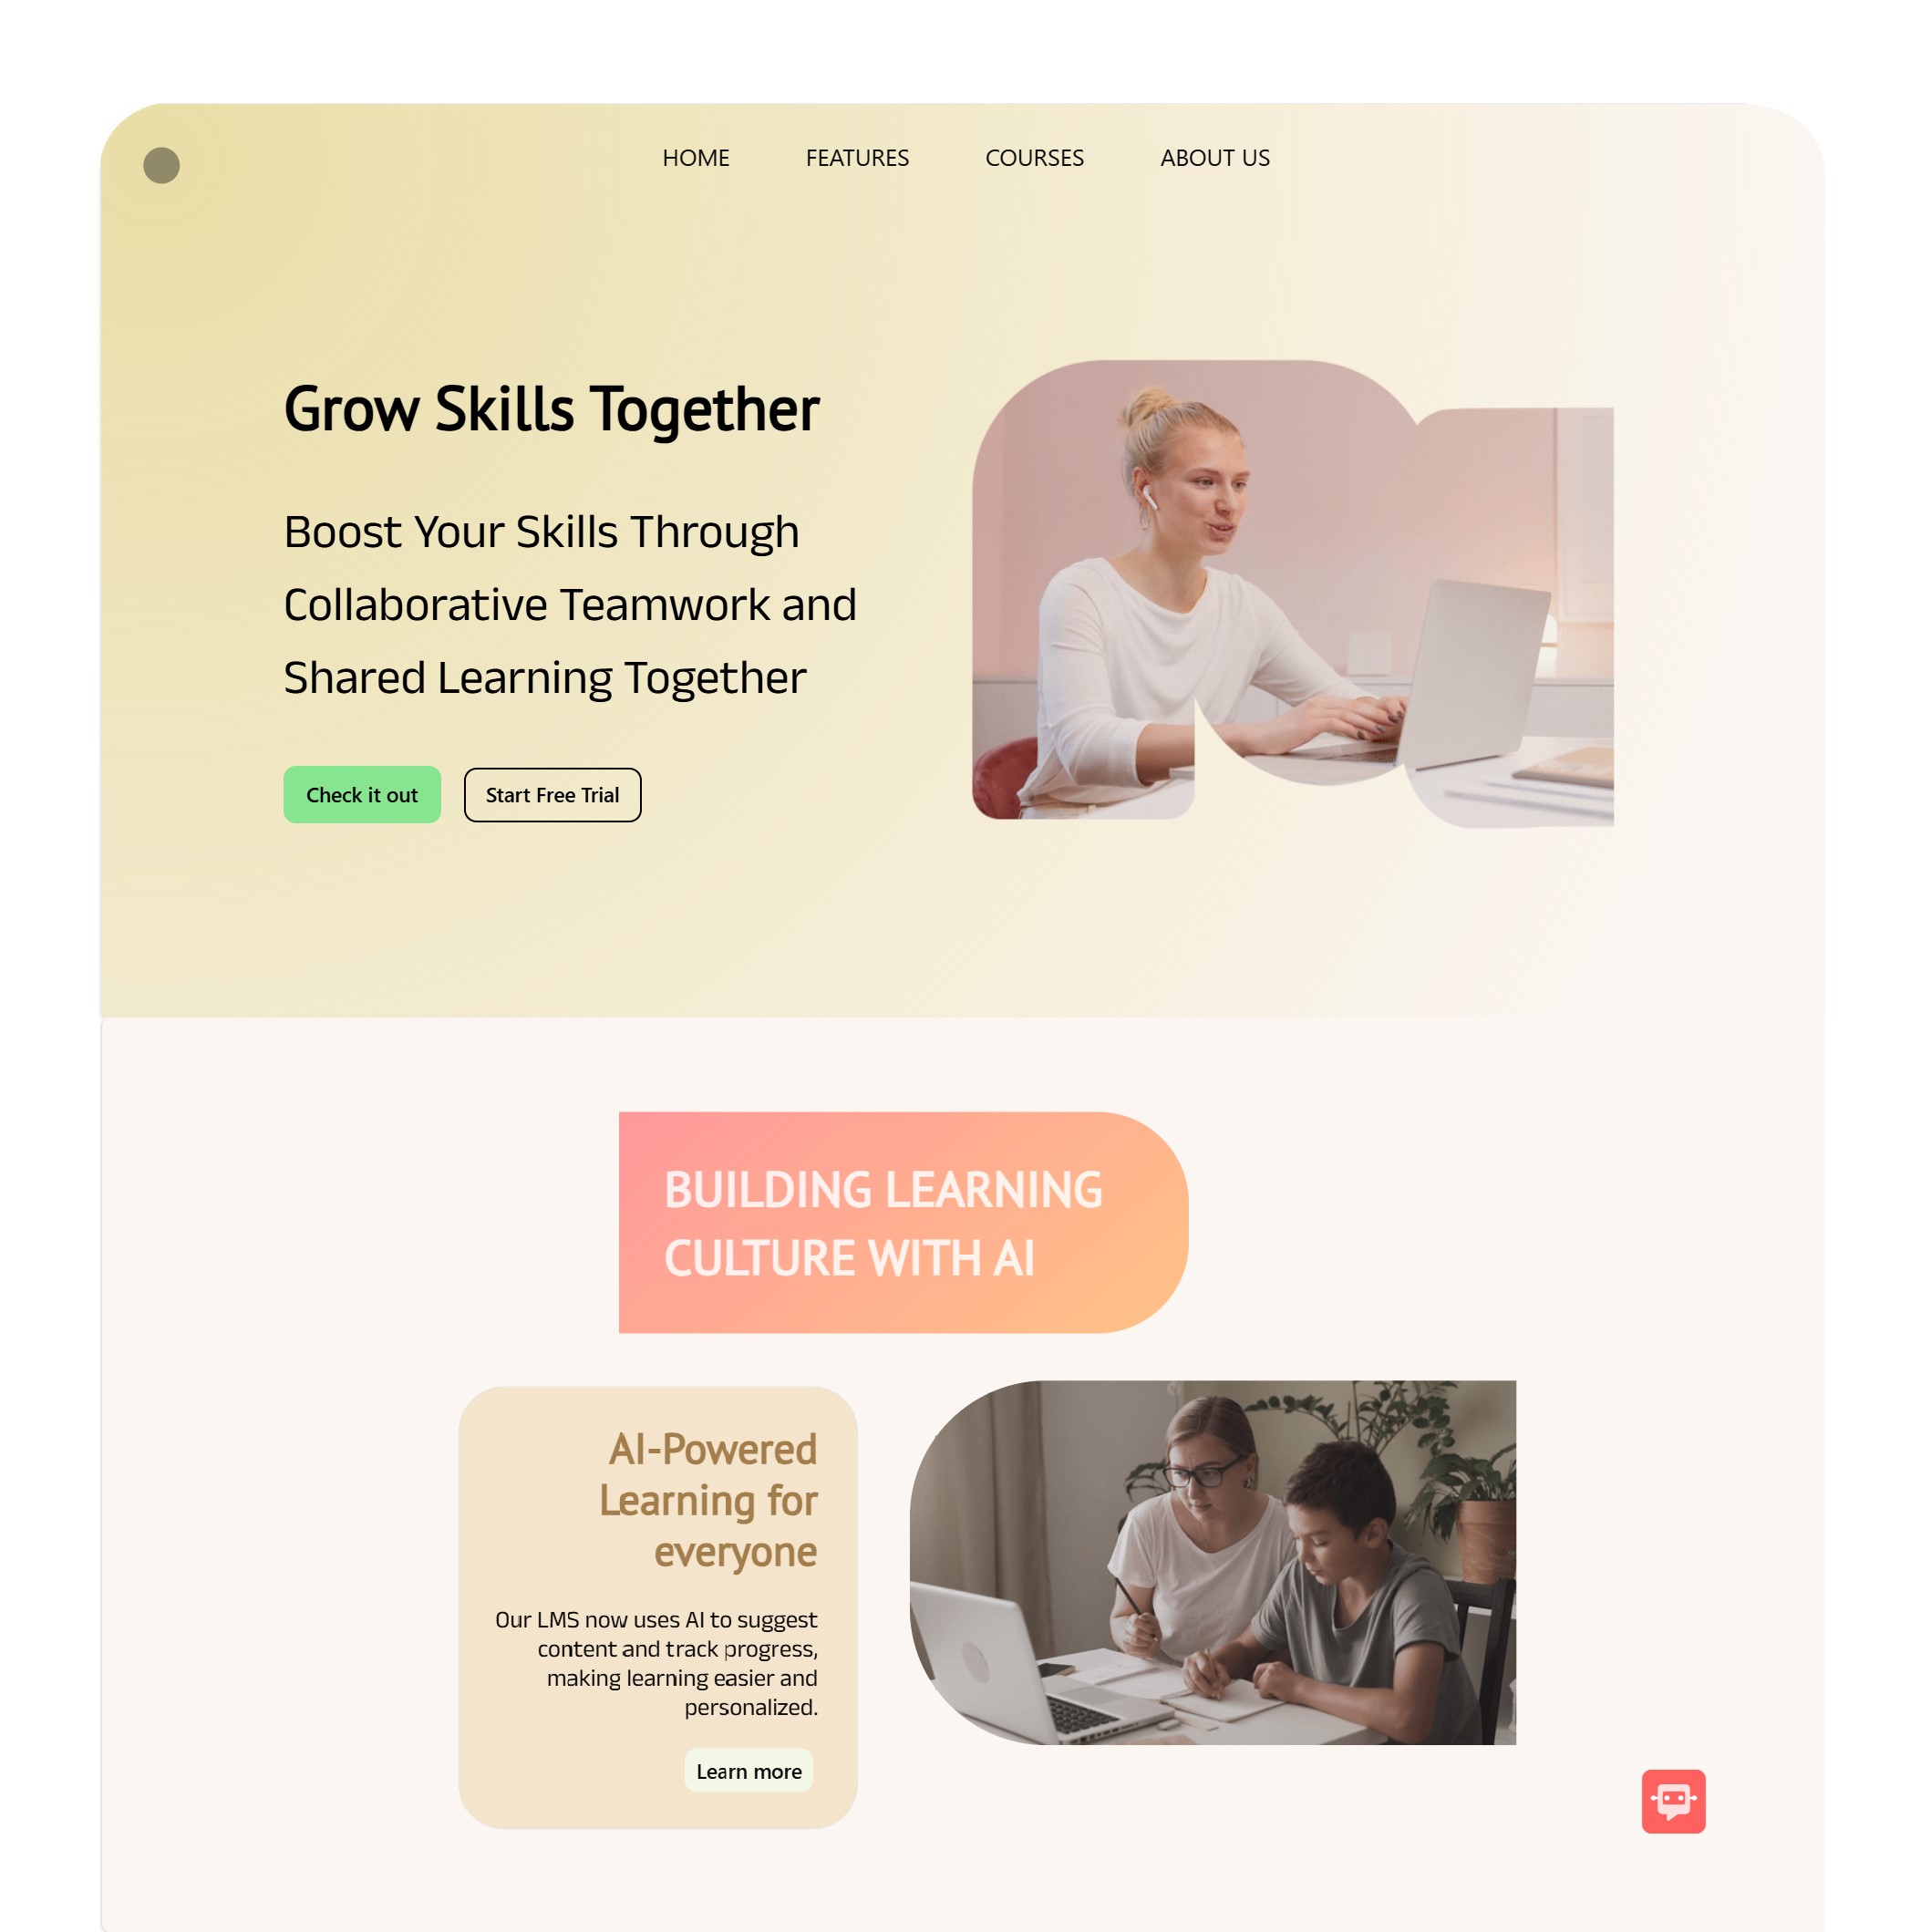 HOME FEATURES COURSES ABOUT US
Grow Skills Together
Boost Your Skills Through
Collaborative Teamwork and
Shared Learning Together
Check it out Start Free Trial
BUILDING LEARNING
CULTURE WITH AI
AI-Powered
Learning for
everyone
Our LMS now uses AI to suggest
content and track progress,
making learning easier and
personalized.
Learn more